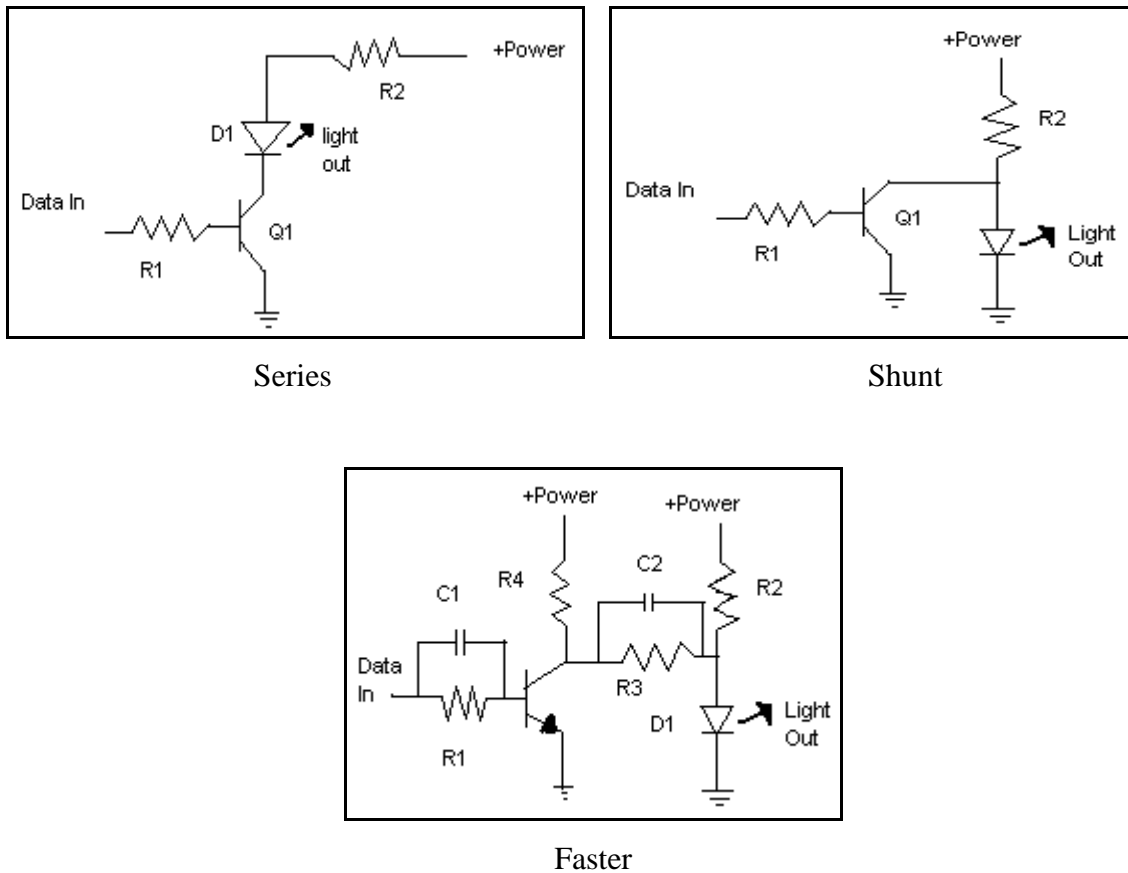 +Power
R2
D1
light
out
Data In
Q1
R1
Series
+Power
R2
Data In
Q1
R1
Light
Out
Shunt
+Power
+Power
C2
R4
R2
C1
Data
In
R3
D1
Light
Out
R1
Faster